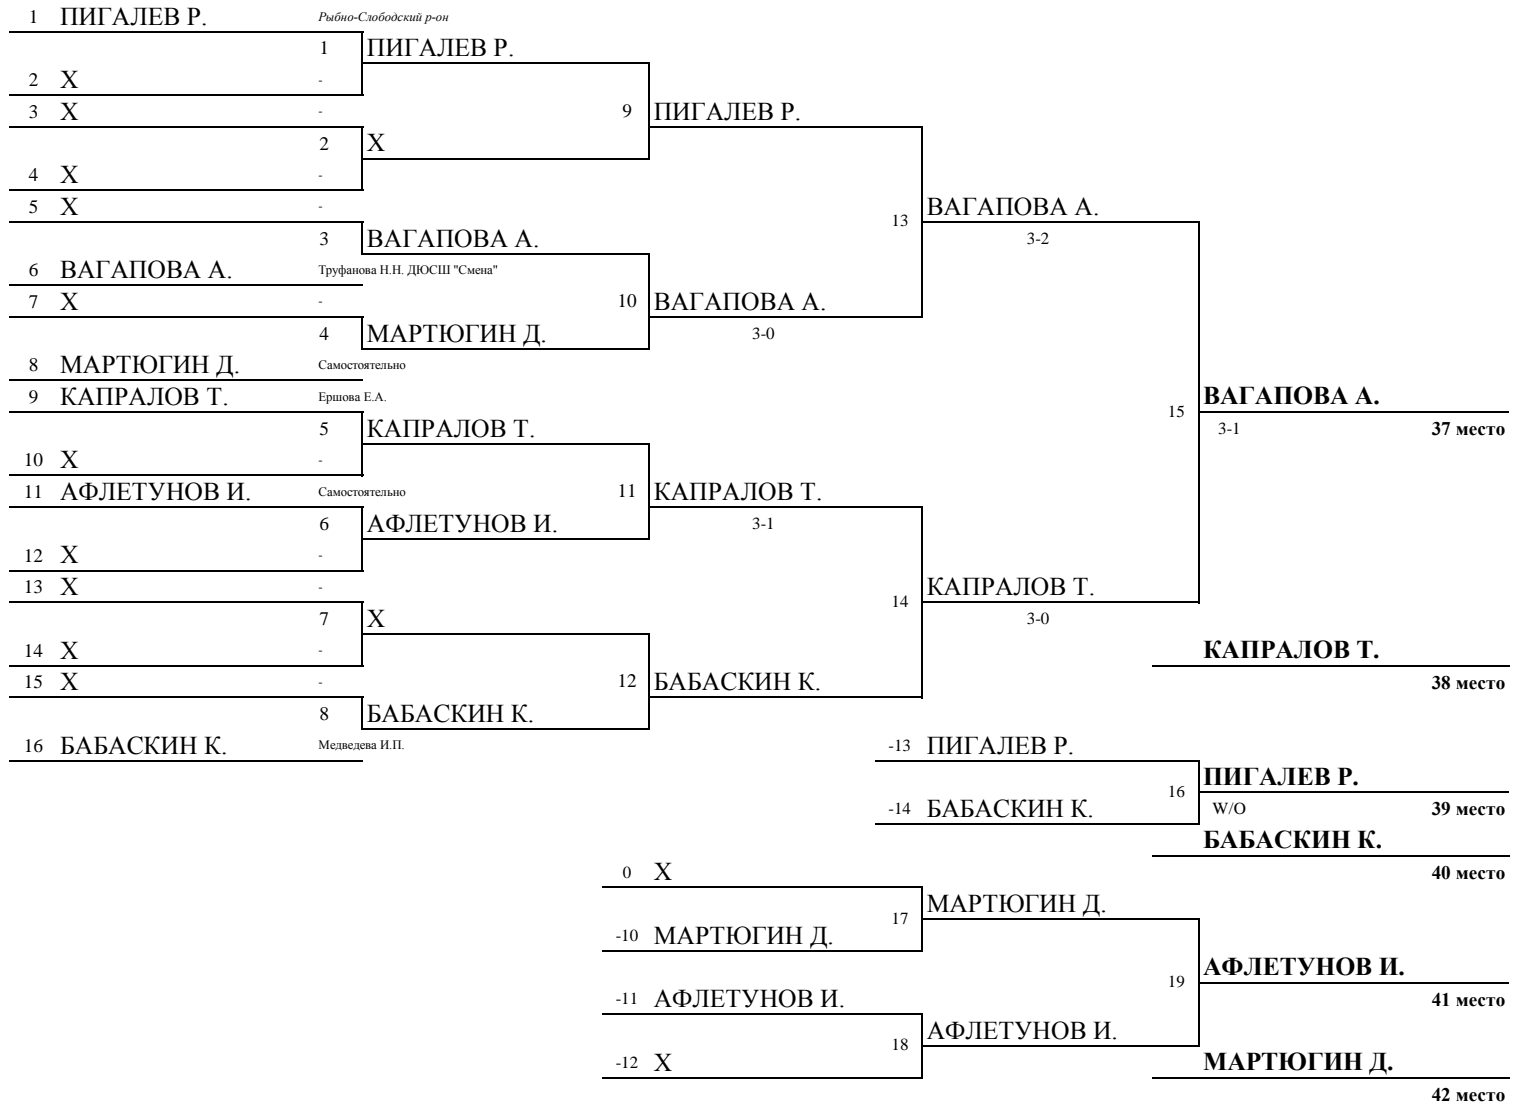 1 ПИГАЛЕВ Р. Рыбно-Слободский р-он
1 ПИГАЛЕВ Р.
2 Х -
3 Х - 9 ПИГАЛЕВ Р.
2 Х
4 Х -
5 Х - 13 ВАГАПОВА А.
3 ВАГАПОВА А. 3-2
6 ВАГАПОВА А. Труфанова Н.Н. ДЮСШ "Смена"
7 Х - 10 ВАГАПОВА А.
4 МАРТЮГИН Д. 3-0
8 МАРТЮГИН Д. Самостоятельно
9 КАПРАЛОВ Т. Ершова Е.А. 15 ВАГАПОВА А.
5 КАПРАЛОВ Т. 3-1 37 место
10 Х -
11 АФЛЕТУНОВ И. Самостоятельно 11 КАПРАЛОВ Т.
6 АФЛЕТУНОВ И. 3-1
12 Х -
13 Х - 14 КАПРАЛОВ Т.
7 Х 3-0
14 Х - КАПРАЛОВ Т.
15 Х - 12 БАБАСКИН К. 38 место
8 БАБАСКИН К.
16 БАБАСКИН К. Медведева И.П. -13 ПИГАЛЕВ Р.
16 ПИГАЛЕВ Р.
-14 БАБАСКИН К. W/O 39 место
БАБАСКИН К.
0 Х 40 место
17 МАРТЮГИН Д.
-10 МАРТЮГИН Д.
19 АФЛЕТУНОВ И.
-11 АФЛЕТУНОВ И. 41 место
18 АФЛЕТУНОВ И.
-12 Х МАРТЮГИН Д.
42 место